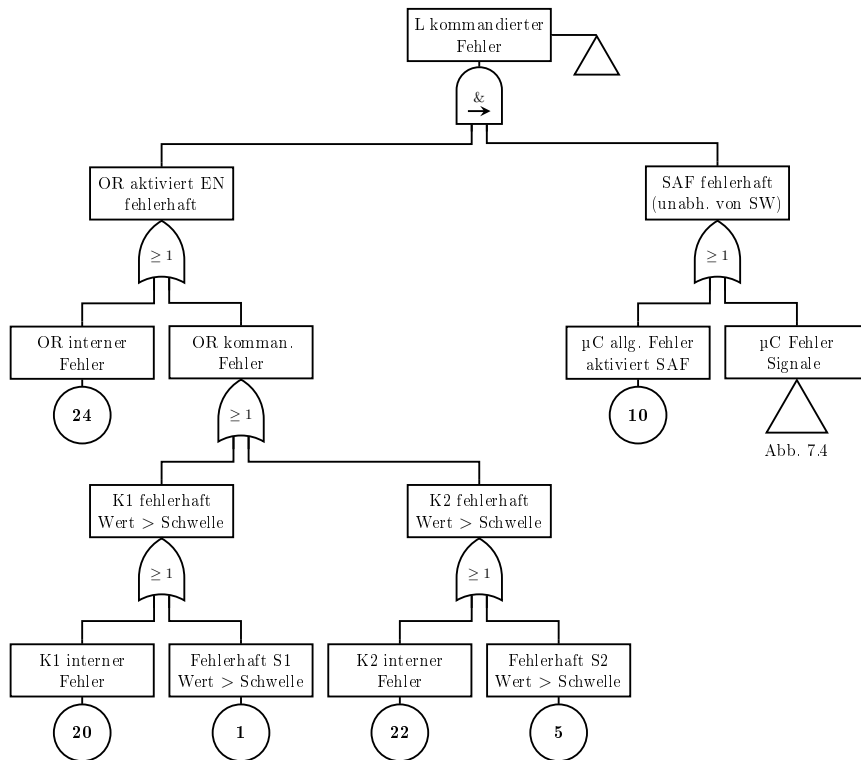 L kommandierter
Fehler
&
OR aktiviert EN
fehlerhaft
SAF fehlerhaft
(unabh. von SW)
≥ 1
≥ 1
OR interner
Fehler
OR komman.
Fehler
µC allg. Fehler
aktiviert SAF
µC Fehler
Signale
24
≥ 1
10
Abb. 7.4
K1 fehlerhaft
Wert > Schwelle
K2 fehlerhaft
Wert > Schwelle
≥ 1
≥ 1
K1 interner
Fehler
Fehlerhaft S1
Wert > Schwelle
K2 interner
Fehler
Fehlerhaft S2
Wert > Schwelle
20
1
22
5